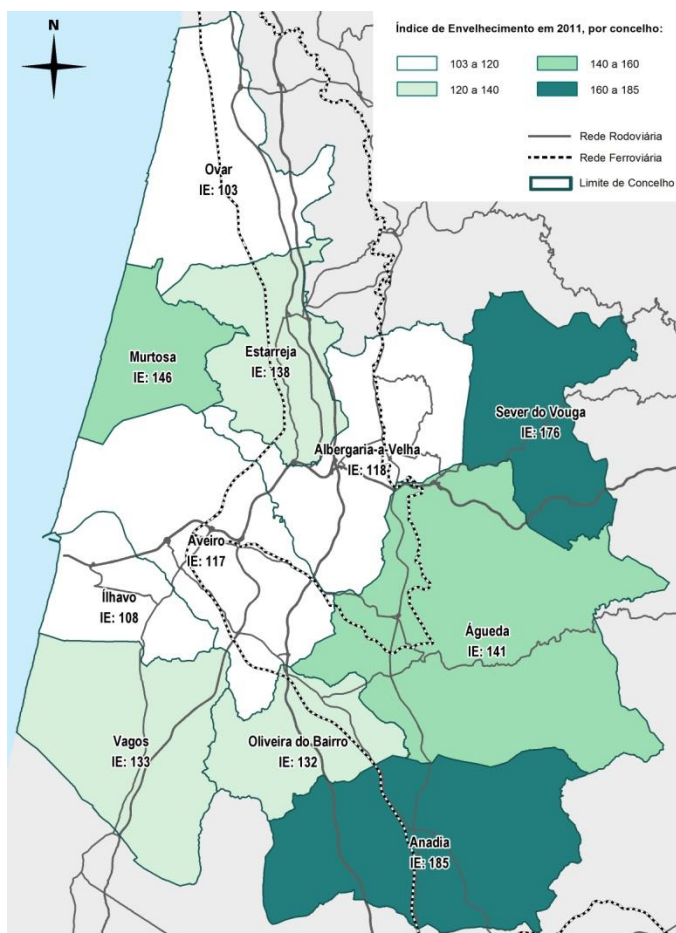 N
Índice de Envelhecimento em 2011, por concelho:
103 a 120
140 a 160
120 a 140
160 a 185
Rede Rodoviária
Rede Ferroviária
Limite de Concelho
Ovar
IE: 103
Murtosa
IE: 146
Estarreja
IE: 138
Sever do Vouga
IE: 176
Albergaria-a-Velha
IE: 118
Aveiro
IE: 117
Ílhavo
IE: 108
Águeda
IE: 141
Vagos
IE: 133
Oliveira do Bairro
IE: 132
Anadia
IE: 185